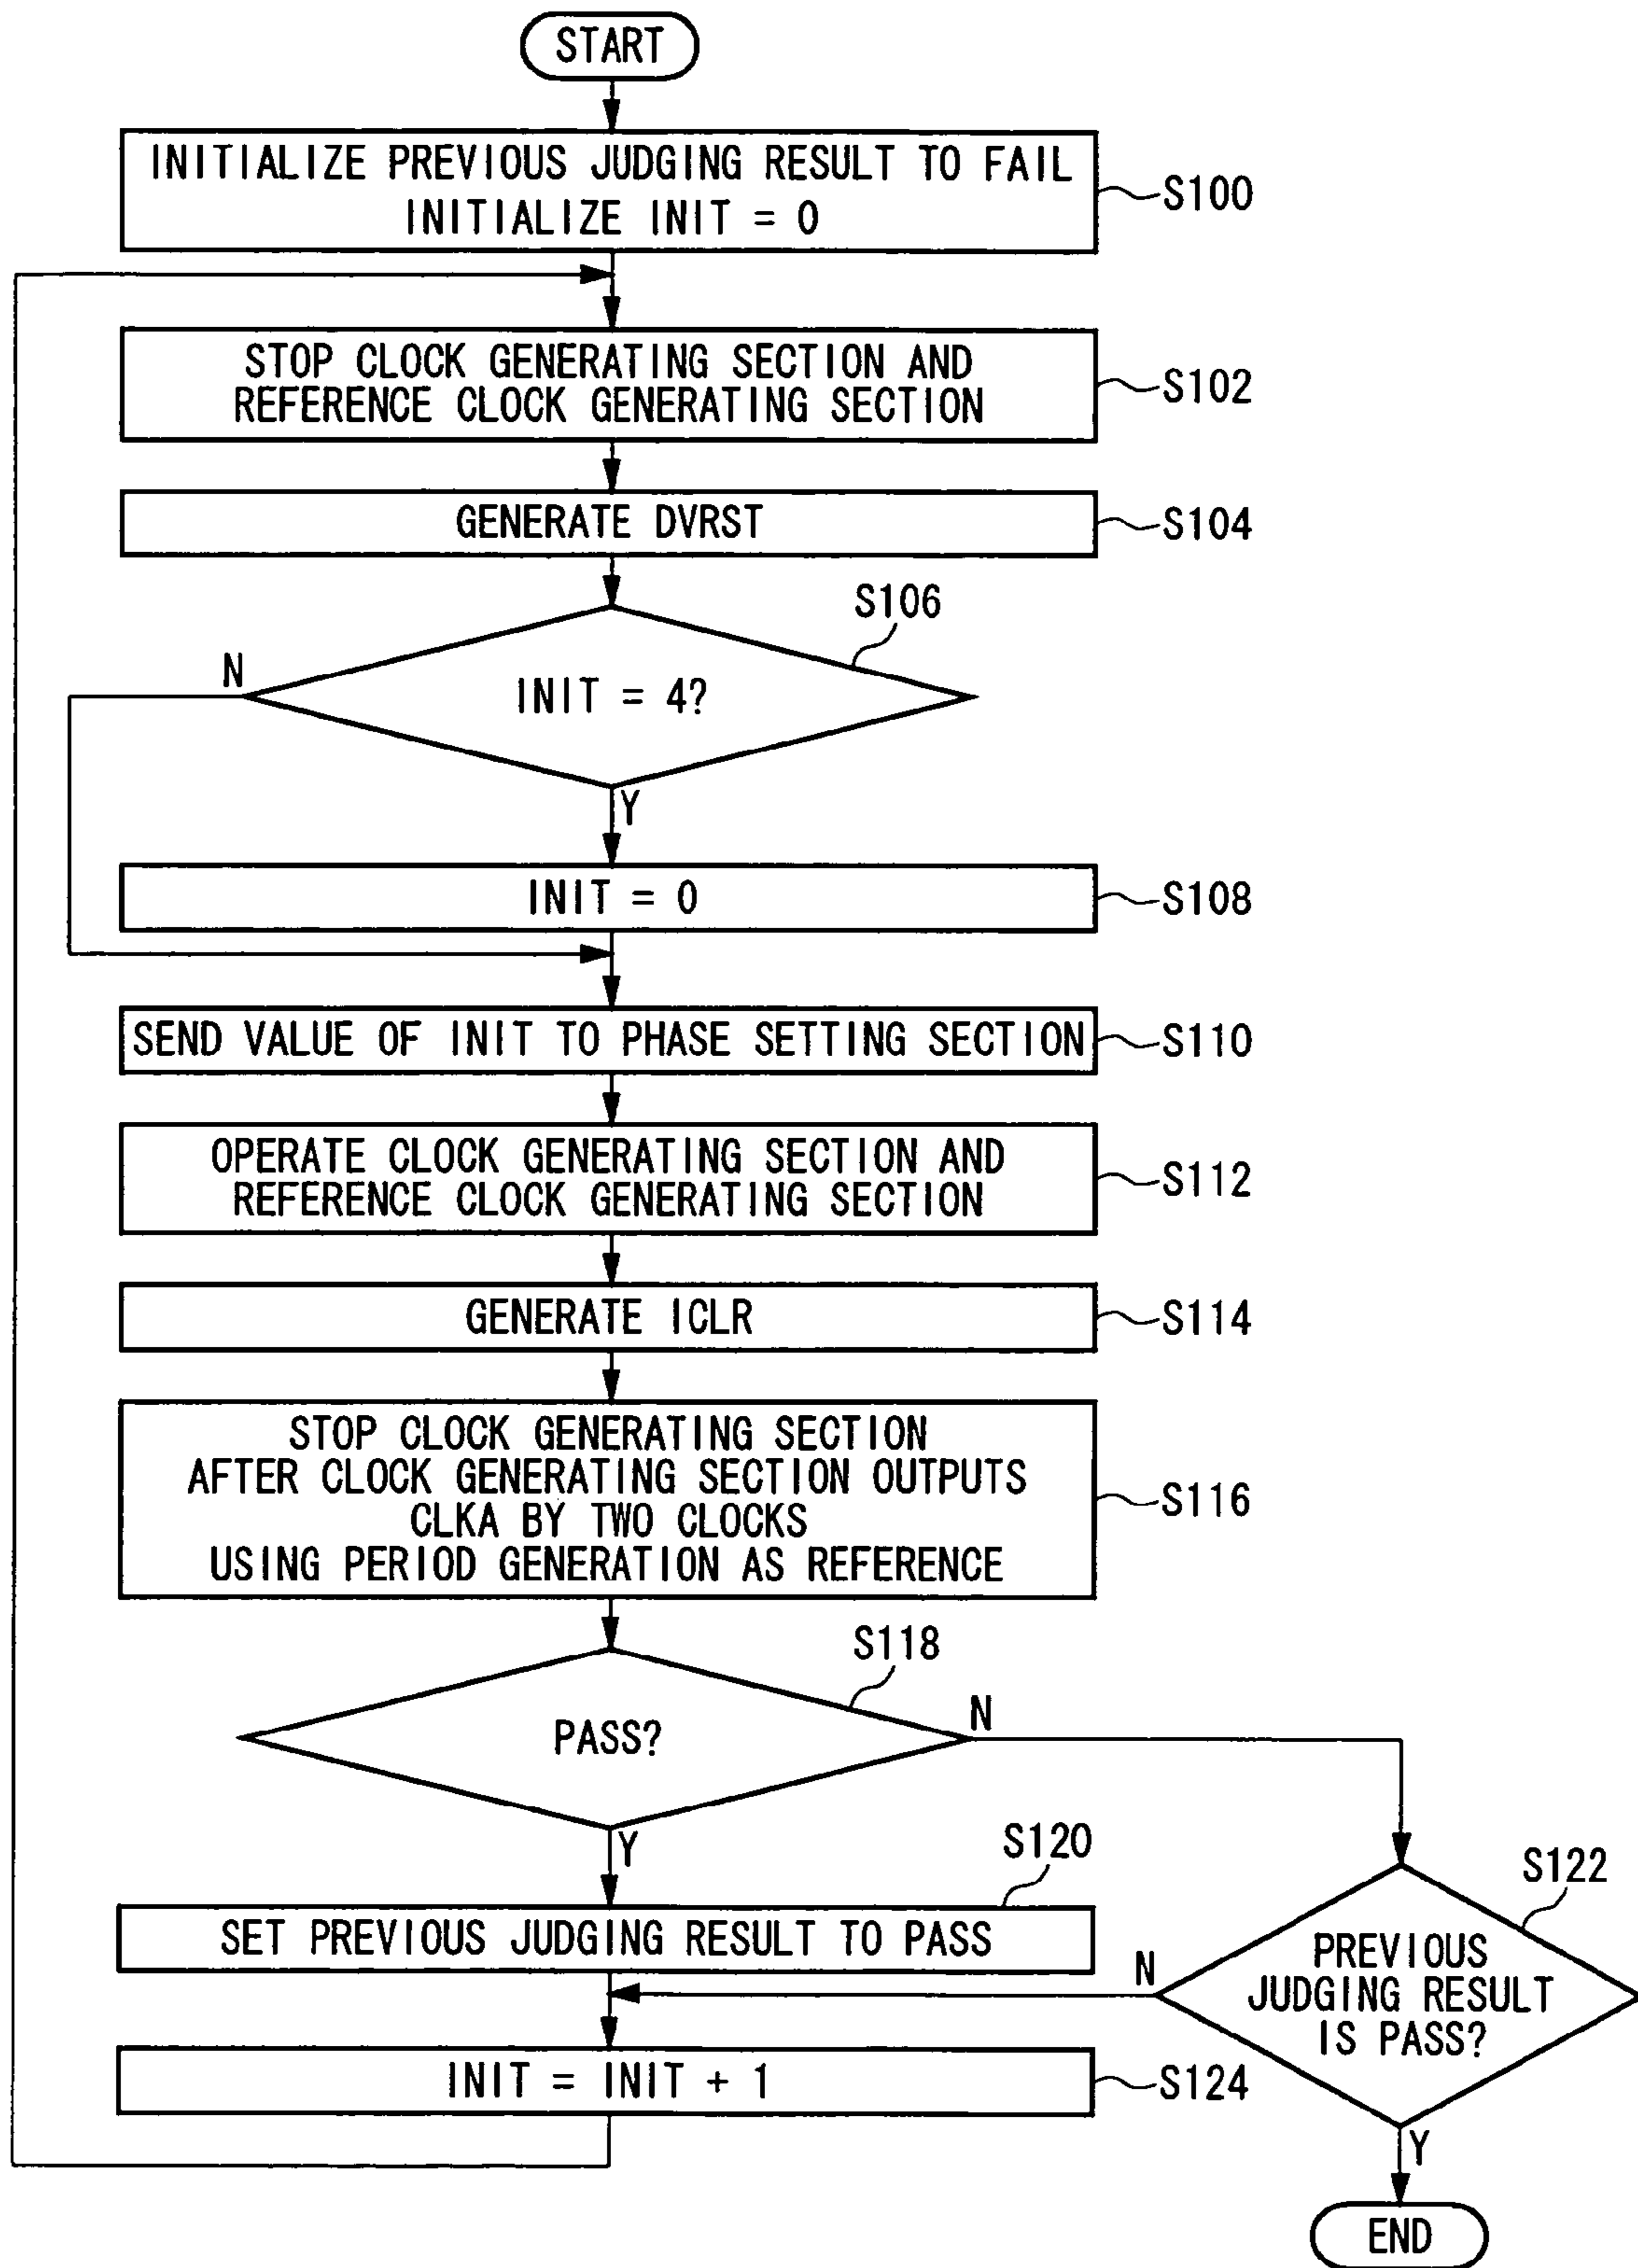 START
INITIALIZE PREVIOUS JUDGING RESULT TO FAIL
INITIALIZE INIT = 0
S100
STOP CLOCK GENERATING SECTION AND
REFERENCE CLOCK GENERATING SECTION
S102
GENERATE DVRST
S104
S106
N
INIT = 4?
Y
INIT = 0
S108
SEND VALUE OF INIT TO PHASE SETTING SECTION
S110
OPERATE CLOCK GENERATING SECTION AND
REFERENCE CLOCK GENERATING SECTION
S112
GENERATE ICLR
S114
STOP CLOCK GENERATING SECTION
AFTER CLOCK GENERATING SECTION OUTPUTS
CLKA BY TWO CLOCKS
USING PERIOD GENERATION AS REFERENCE
S116
S118
PASS?
N
Y
S120
SET PREVIOUS JUDGING RESULT TO PASS
S122
PREVIOUS
JUDGING RESULT
IS PASS?
N
INIT = INIT + 1
S124
Y
END